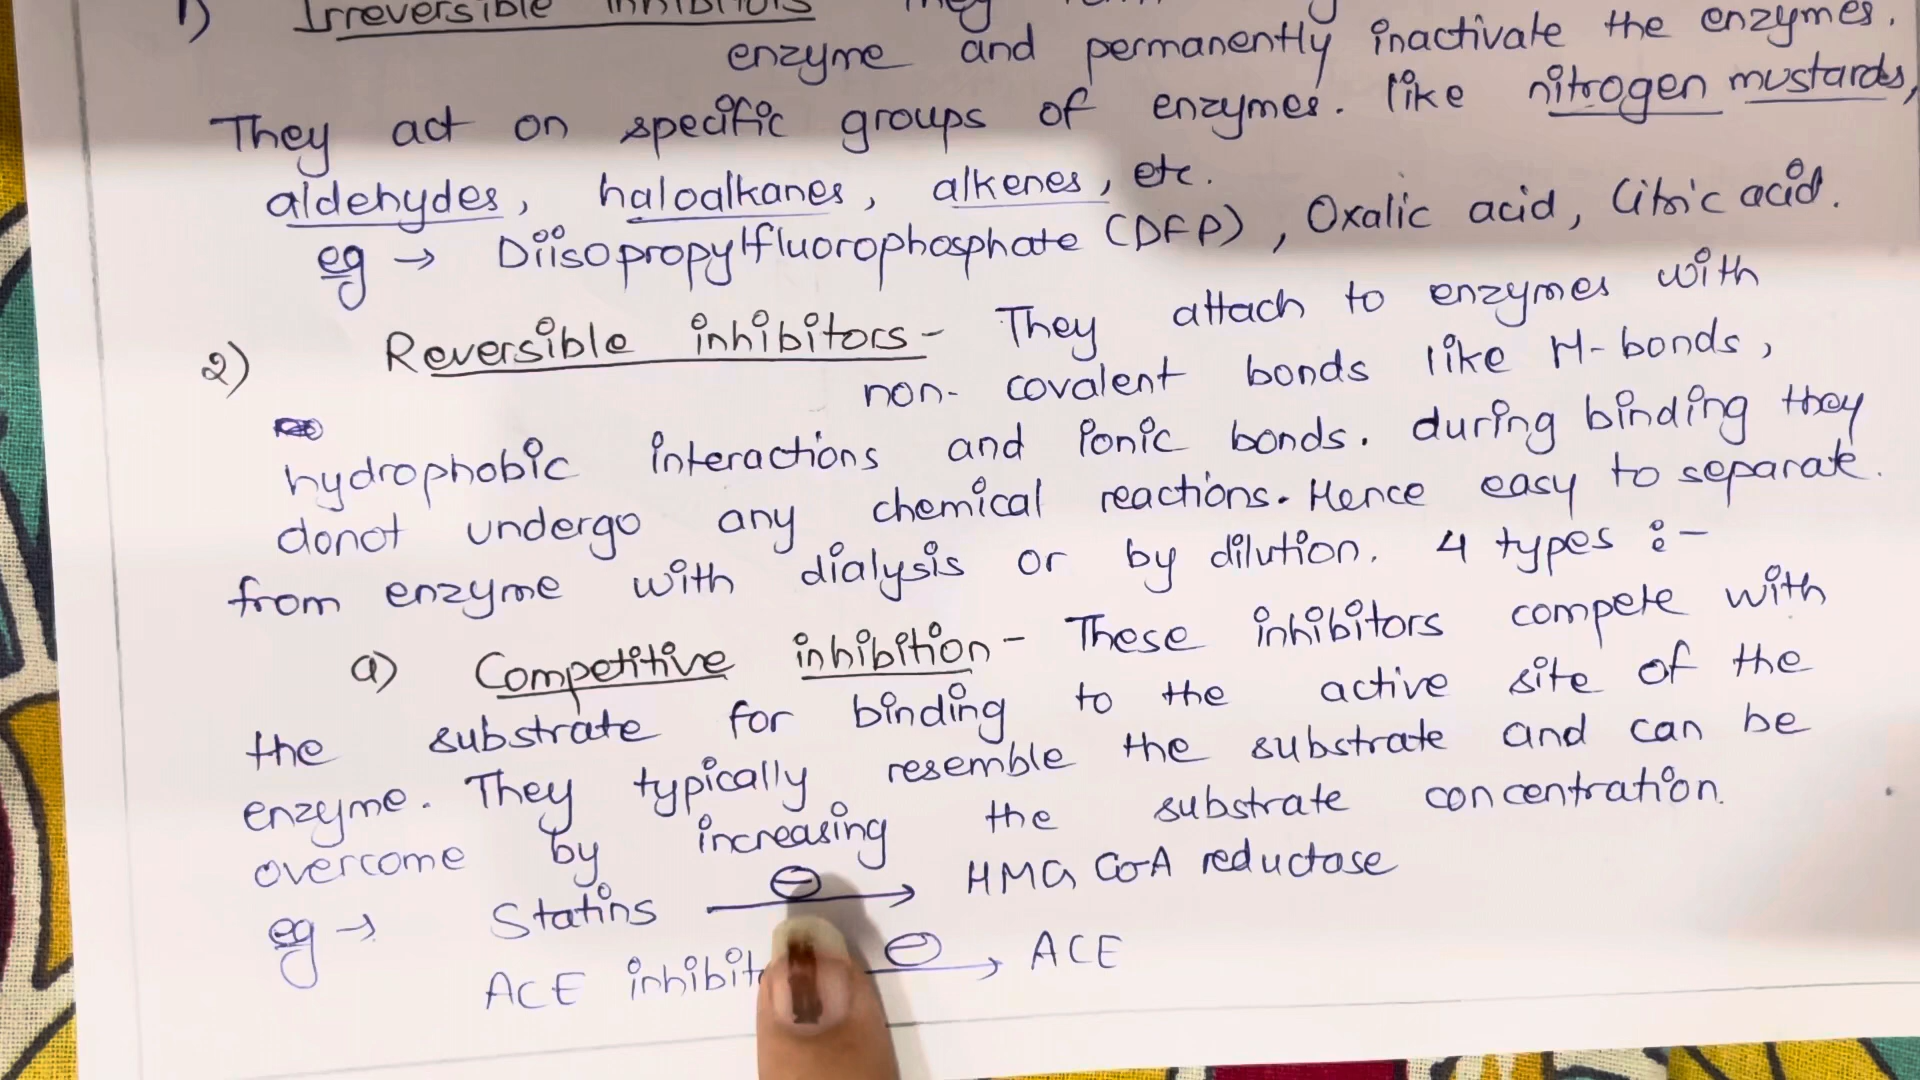 1) Irreversible inhibitors They
enzyme and permanently inactivate the enzymes.
They act on specific groups of enzymes. like nitrogen mustards,
aldehydes, haloalkanes, alkenes, etc.
eg → Diisopropylfluorophosphate (DFP), Oxalic acid, Citric acid.
2) Reversible inhibitors - They attach to enzymes with
non-covalent bonds like H-bonds,
hydrophobic interactions and ionic bonds. during binding they
donot undergo any chemical reactions. Hence easy to separate.
from enzyme with dialysis or by dilution. 4 types :-
a) Competitive inhibition - These inhibitors compete with
the substrate for binding to the active site of the
enzyme. They typically resemble the substrate and can be
overcome by increasing the substrate concentration.
eg → Statins ⊖→ HMG CoA reductase
ACE ⊖→ ACE